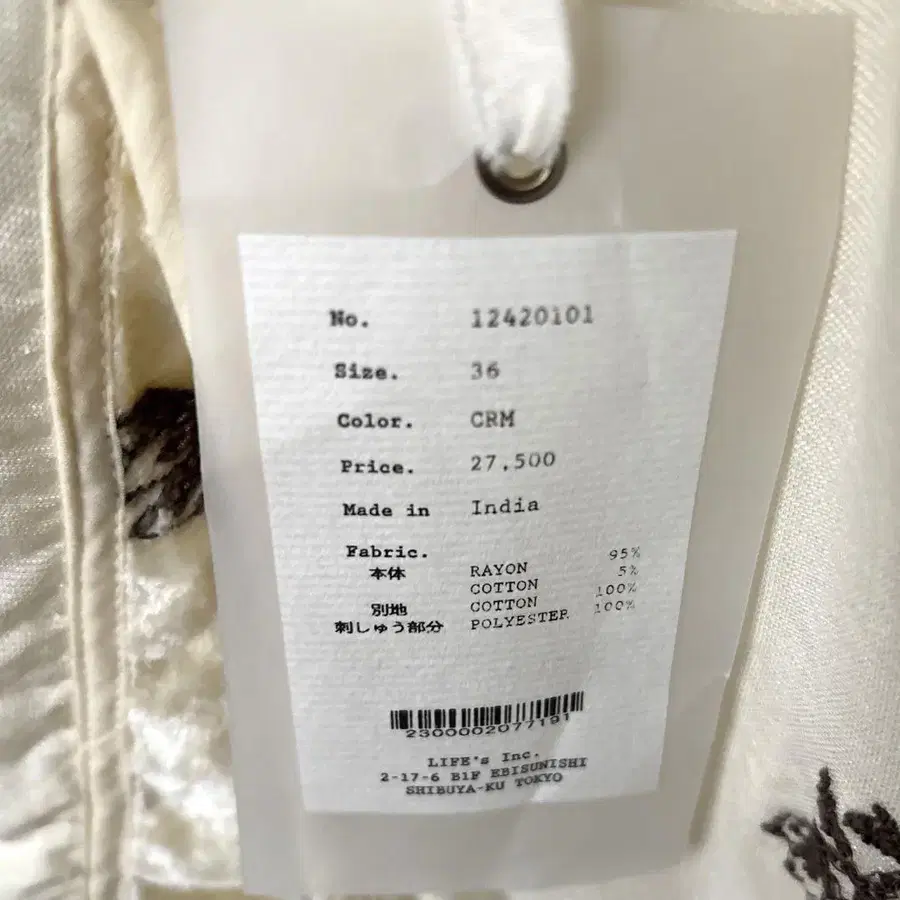 No. 12420101
Size. 36
Color. CRM
Price. 27,500
Made in India
Fabric.
本体 RAYON 95%
COTTON 5%
別地 COTTON 100%
刺しゅう部分 POLYESTER 100%
2300002077191
LIFE's Inc.
2-17-6 B1F EBISUNISHI
SHIBUYA-KU TOKYO